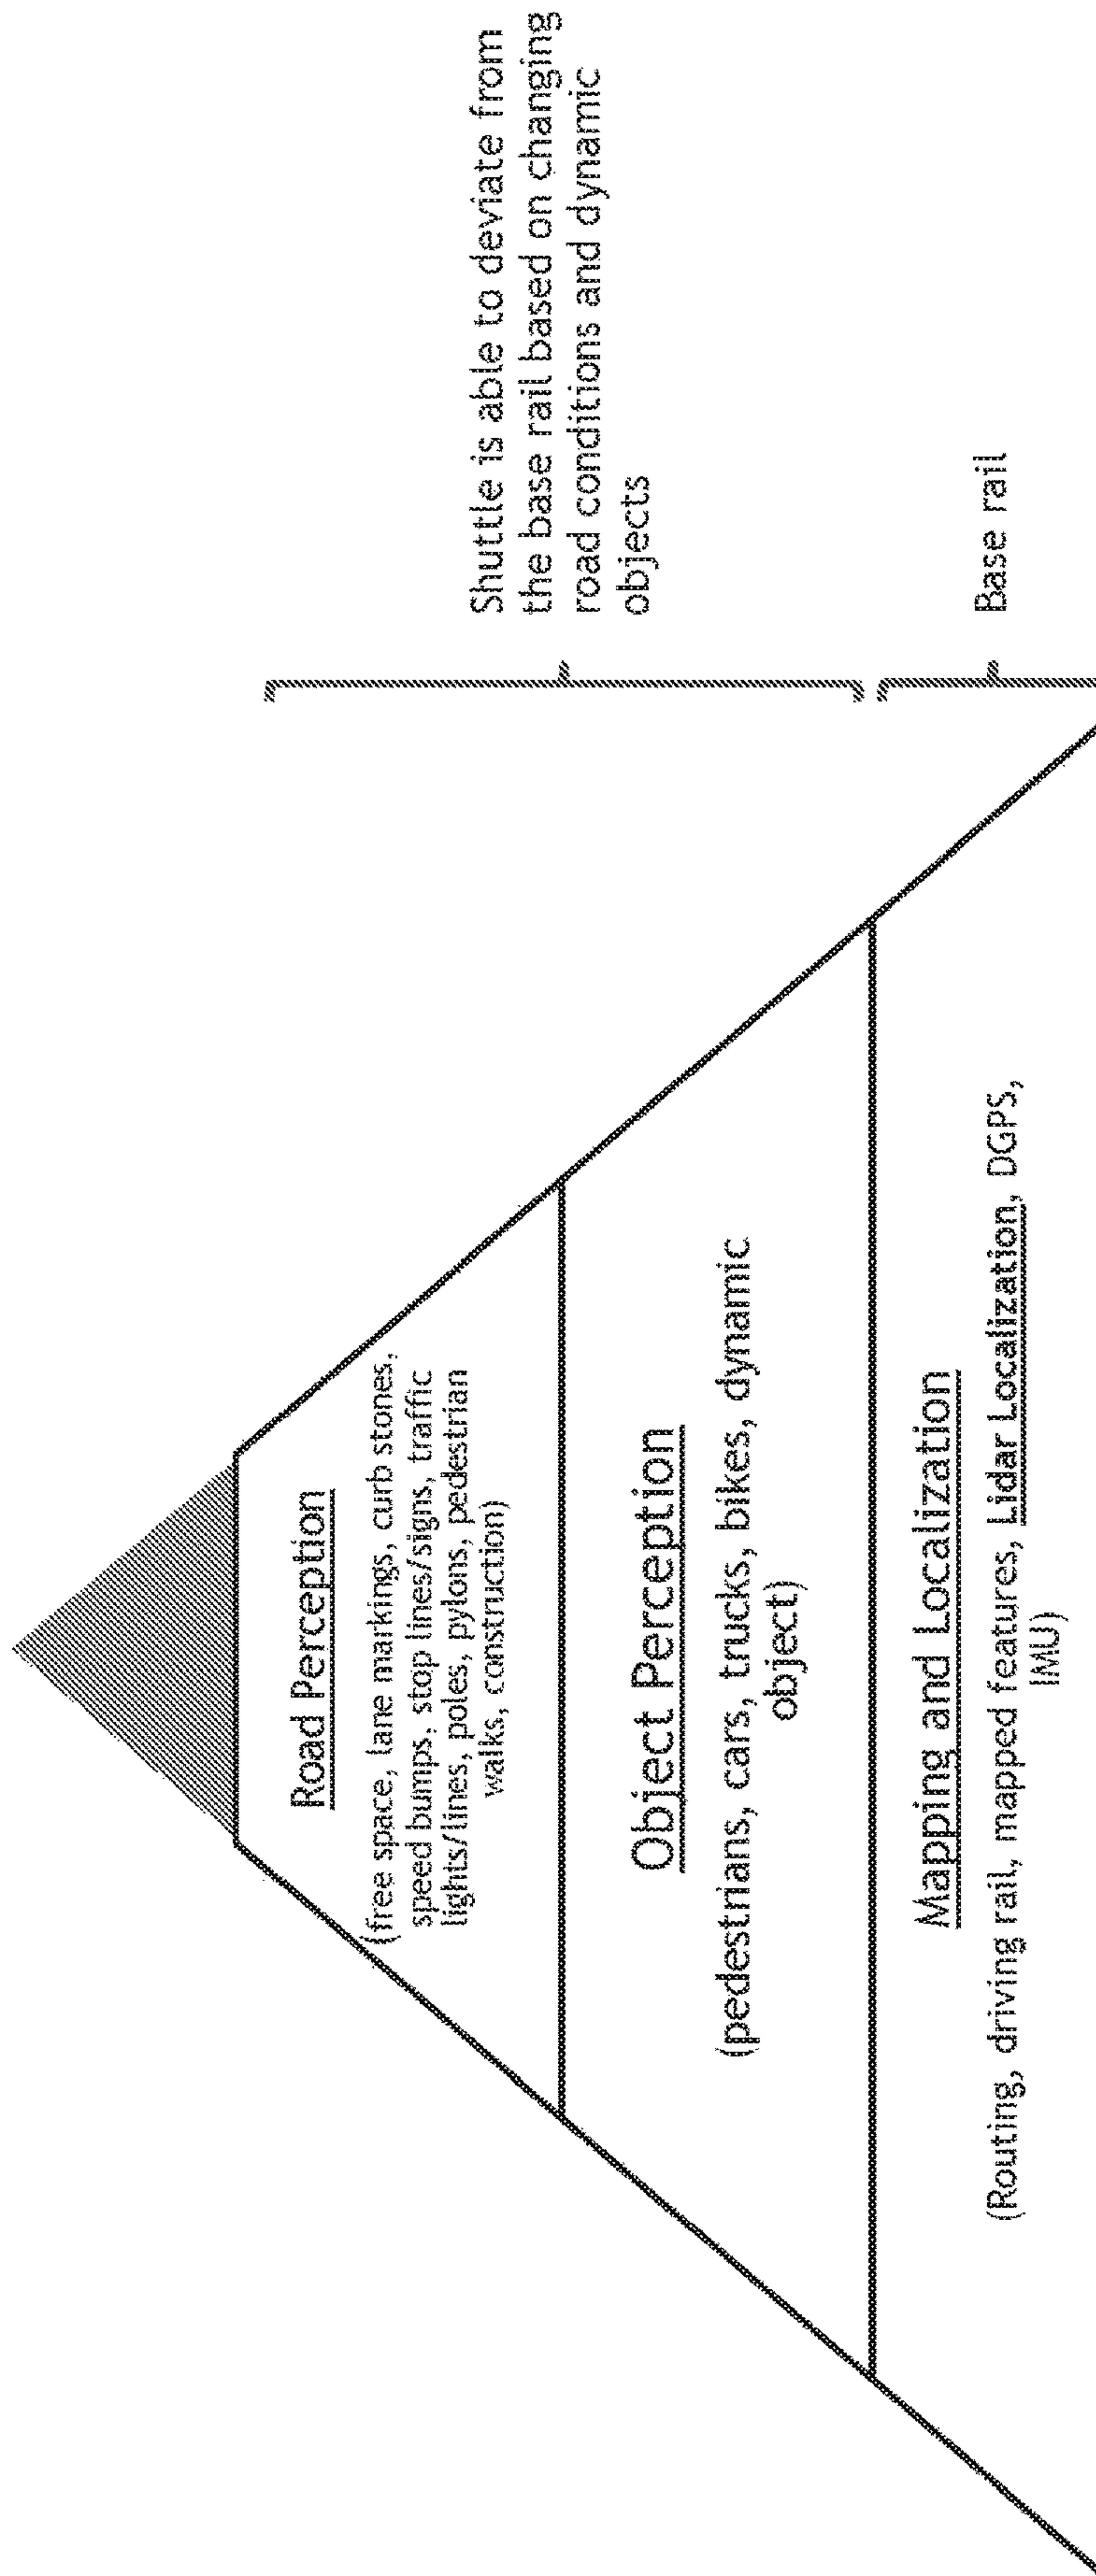 Road Perception
(free space, lane markings, curb stones,
speed bumps, stop lines/signs, traffic
lights/lines, poles, pylons, pedestrian
walks, construction)
Object Perception
(pedestrians, cars, trucks, bikes, dynamic
object)
Mapping and Localization
(Routing, driving rail, mapped features, Lidar Localization, DGPS,
IMU)
Shuttle is able to deviate from
the base rail based on changing
road conditions and dynamic
objects
Base rail